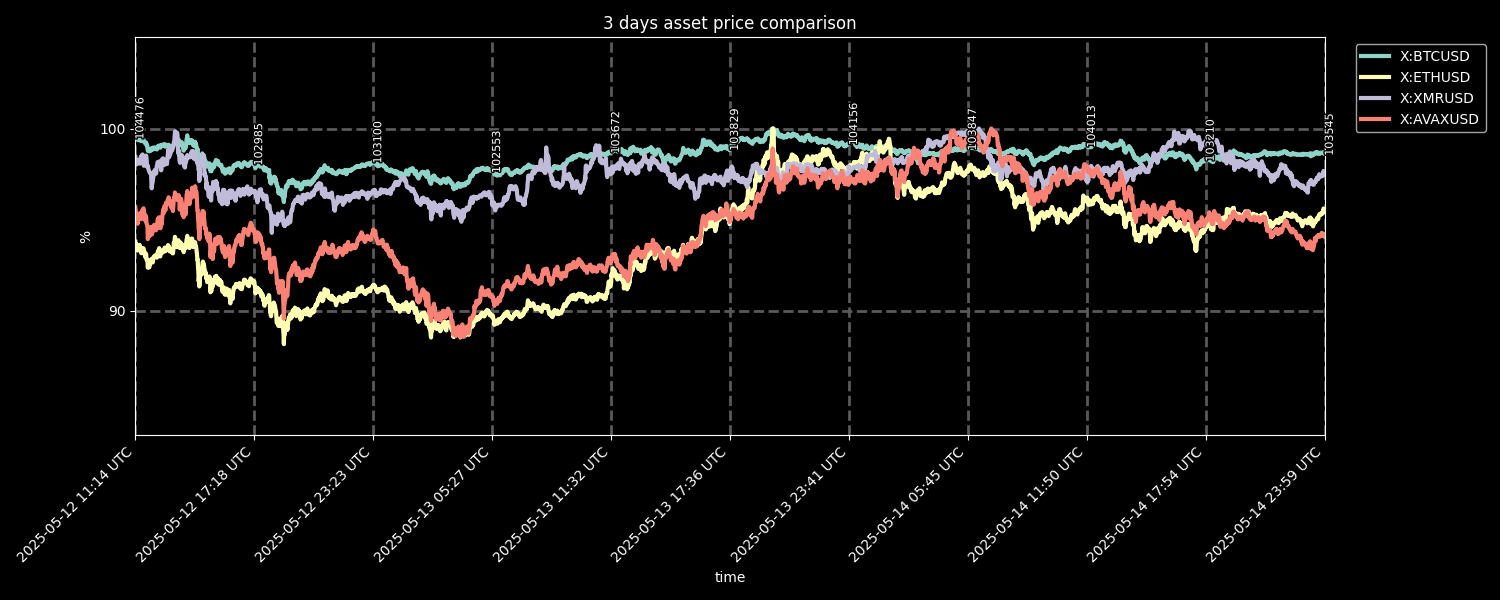 3 days asset price comparison
X:BTCUSD
X:ETHUSD
X:XMRUSD
X:AVAXUSD
100
90
%
104476
102985
103100
102553
103672
103829
104156
103847
104013
103210
103545
2025-05-12 11:14 UTC
2025-05-12 17:18 UTC
2025-05-12 23:23 UTC
2025-05-13 05:27 UTC
2025-05-13 11:32 UTC
2025-05-13 17:36 UTC
2025-05-13 23:41 UTC
2025-05-14 05:45 UTC
2025-05-14 11:50 UTC
2025-05-14 17:54 UTC
2025-05-14 23:59 UTC
time